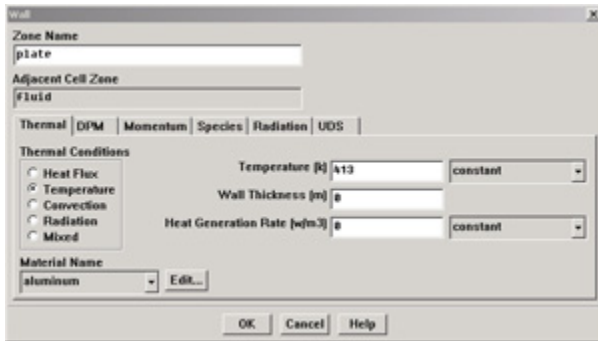 Wall
Zone Name
plate
Adjacent Cell Zone
fluid
Thermal DPM Momentum Species Radiation UDS
Thermal Conditions
Heat Flux
Temperature
Convection
Radiation
Mixed
Temperature (k) 413 constant
Wall Thickness (m) 0
Heat Generation Rate (w/m3) 0 constant
Material Name
aluminum Edit...
OK Cancel Help